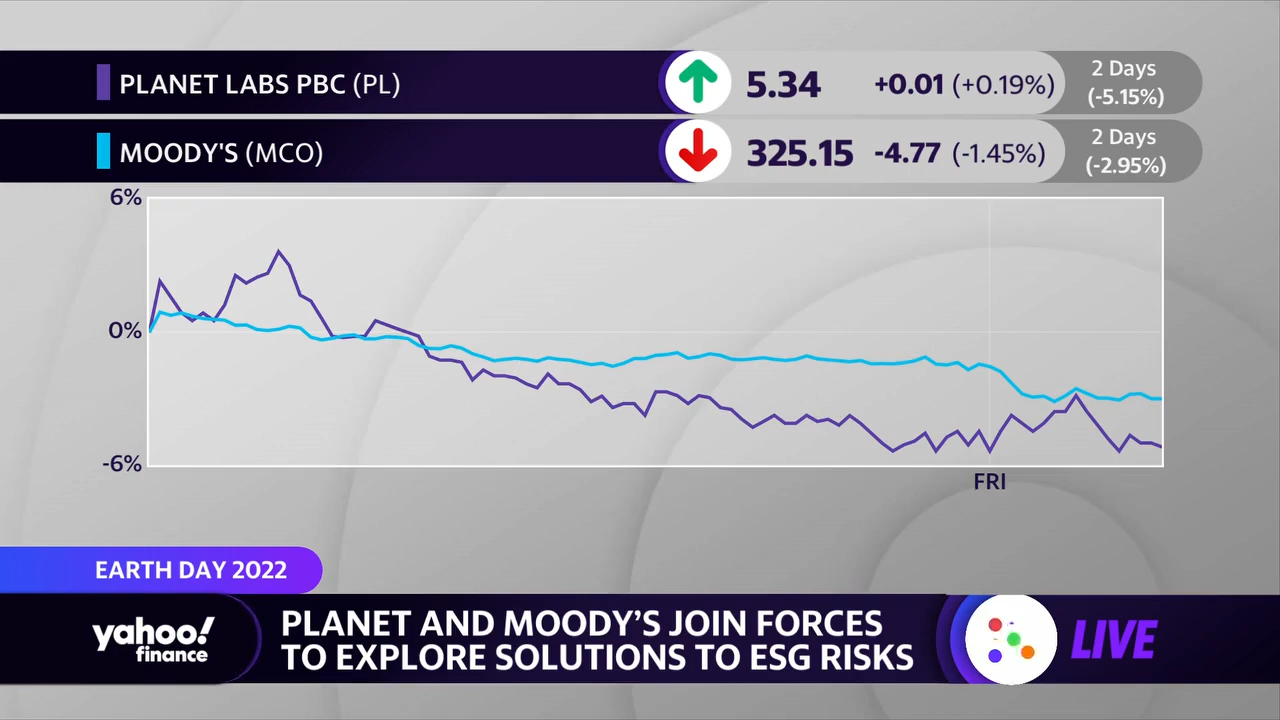 PLANET LABS PBC (PL) 5.34 +0.01 (+0.19%) 2 Days
(-5.15%)
MOODY'S (MCO) 325.15 -4.77 (-1.45%) 2 Days
(-2.95%)
6%
0%
-6%
FRI
EARTH DAY 2022
yahoo!
finance
PLANET AND MOODY’S JOIN FORCES
TO EXPLORE SOLUTIONS TO ESG RISKS
LIVE